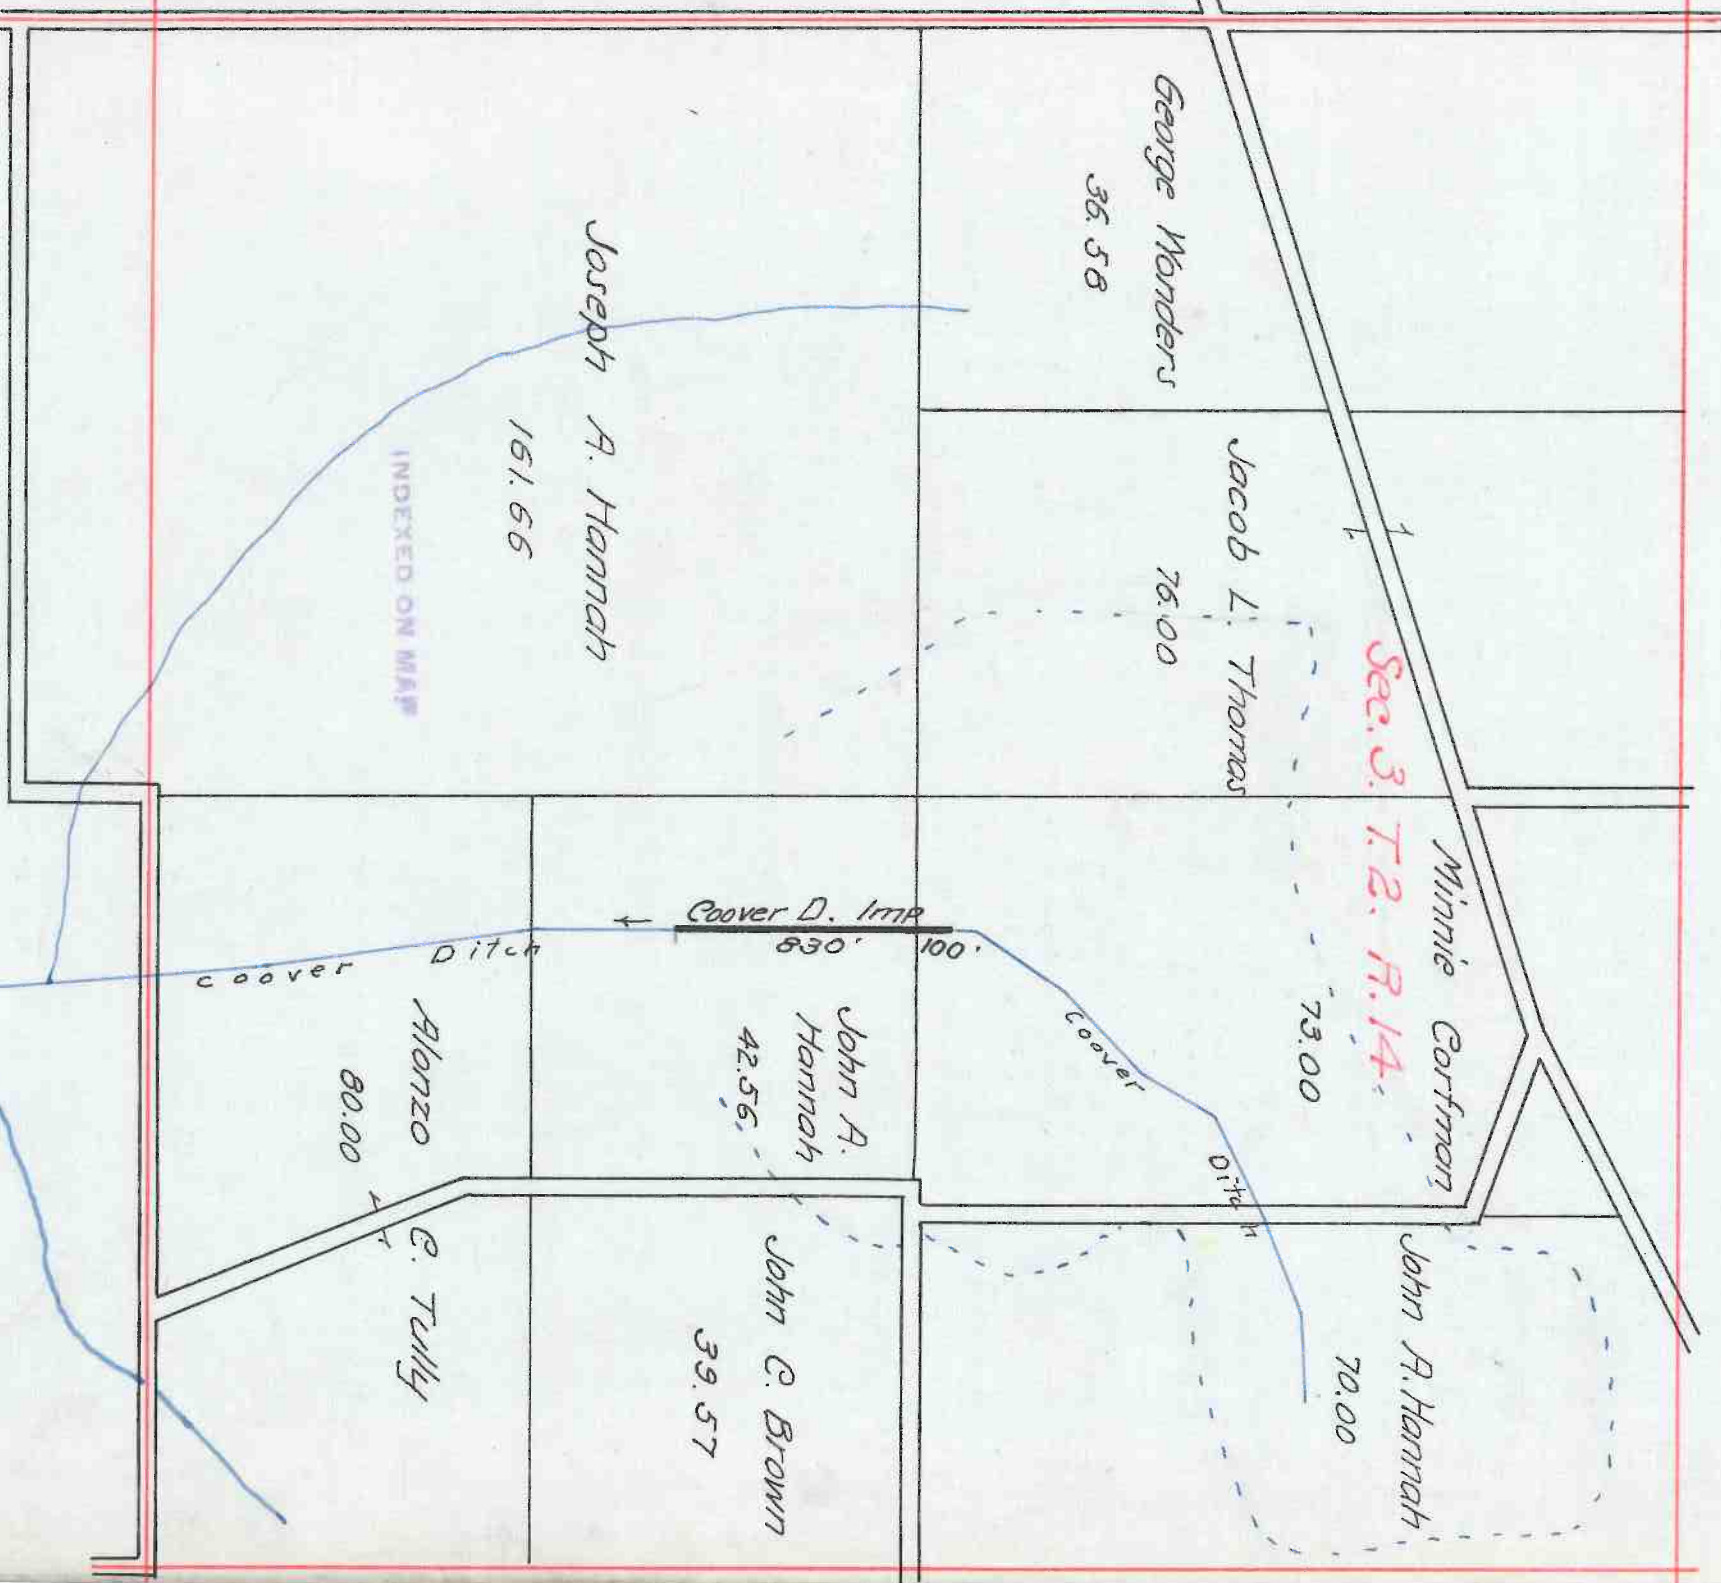 George Wonders
36.58
Jacob L. Thomas
76.00
Sec. 3. T. 2. R. 14.
Minnie Corfman
73.00
John A. Hannah
70.00
Joseph A. Hannah
161.66
INDEXED ON MAP
Coover D. Imp
830' 100'
Coover Ditch
Coover Ditch
John A.
Hannah
42.56
John C. Brown
39.57
Alonzo C. Tully
80.00